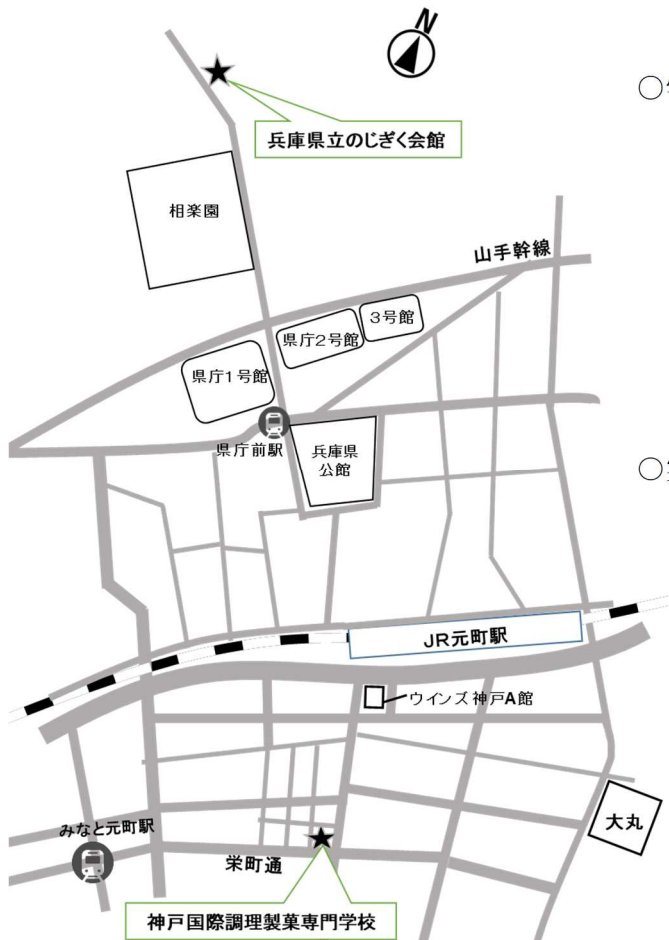 N
兵庫県立のじぎく会館
相楽園
山手幹線
3号館
県庁2号館
県庁1号館
県庁前駅
兵庫県
公館
JR元町駅
ウインズ神戸A館
大丸
みなと元町駅
栄町通
神戸国際調理製菓専門学校